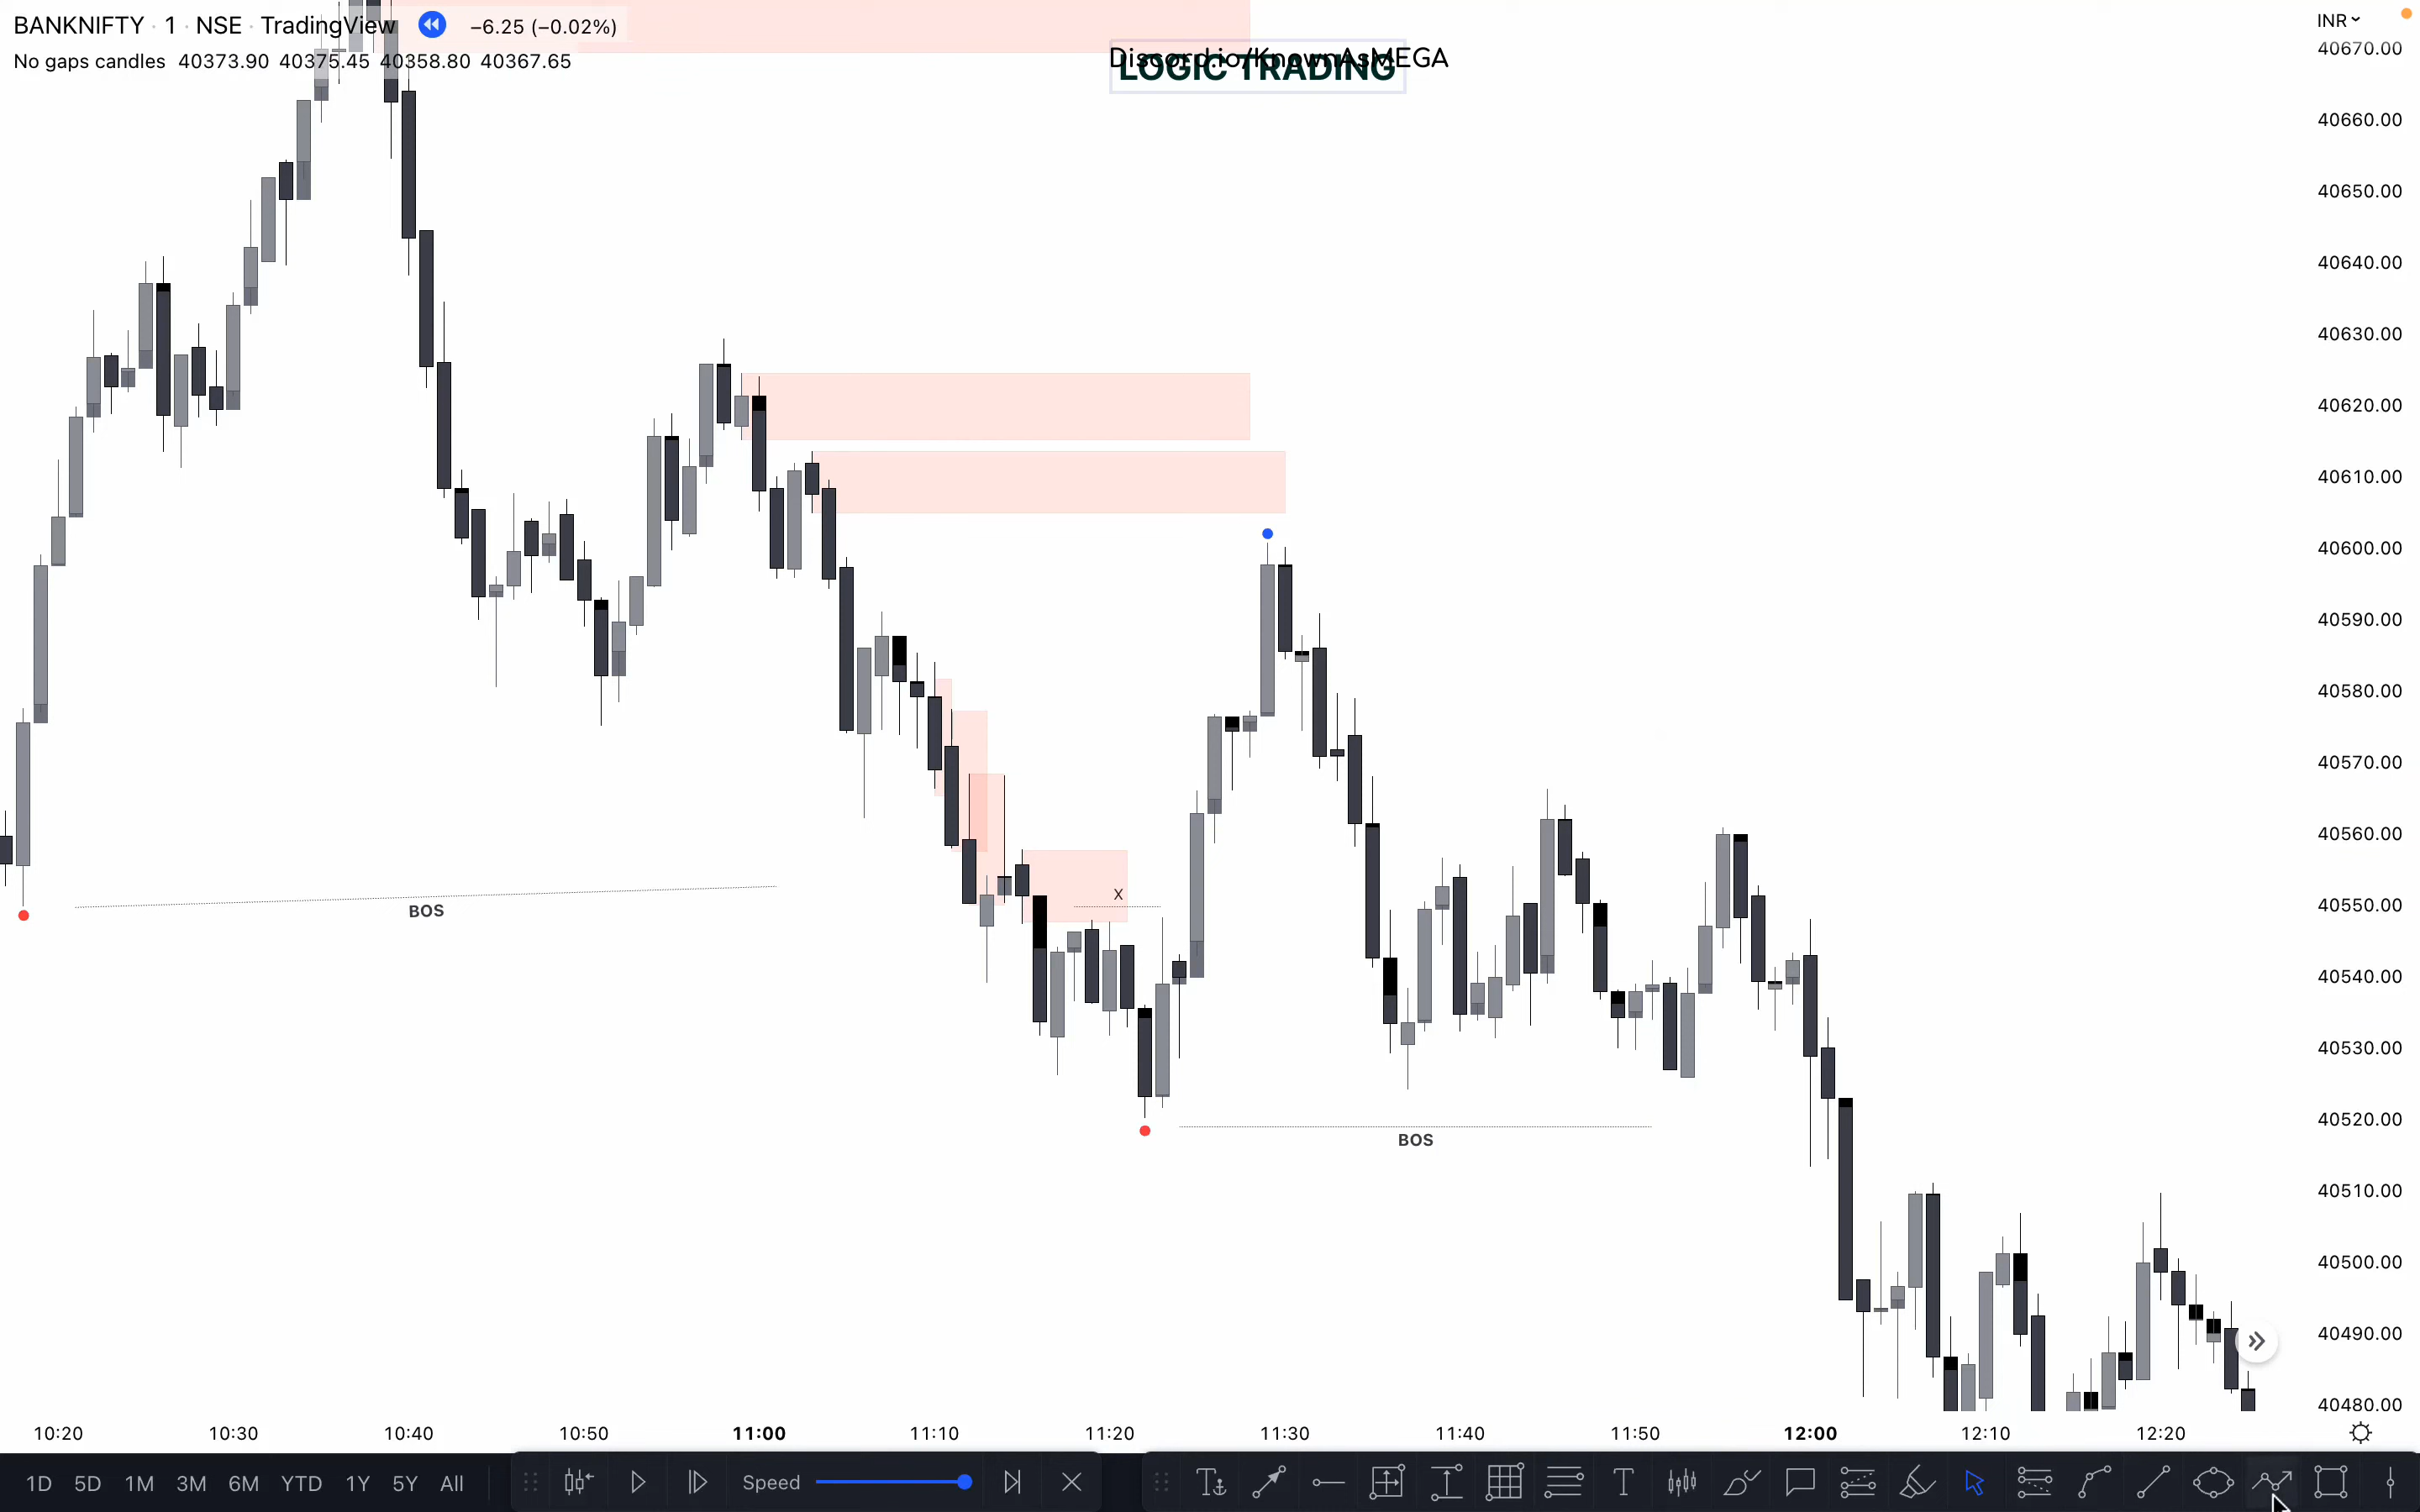 BANKNIFTY · 1 · NSE · TradingView −6.25 (−0.02%)
No gaps candles 40373.90 40375.45 40358.80 40367.65
Discord.io/KnownAsMEGA
LOGIC TRADING
INR
40670.00
40660.00
40650.00
40640.00
40630.00
40620.00
40610.00
40600.00
40590.00
40580.00
40570.00
40560.00
40550.00
40540.00
40530.00
40520.00
40510.00
40500.00
40490.00
40480.00
X
BOS
BOS
10:20 10:30 10:40 10:50 11:00 11:10 11:20 11:30 11:40 11:50 12:00 12:10 12:20
1D 5D 1M 3M 6M YTD 1Y 5Y All Speed